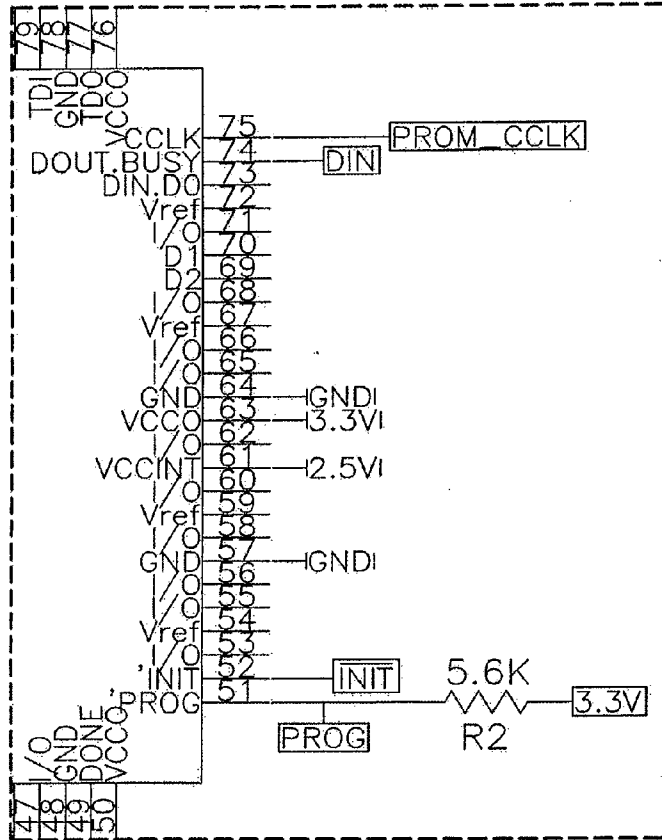 79 78 77 76
TDI
GND
TDO
VCCO
CCLK 75 PROM_CCLK
DOUT.BUSY 74 DIN
DIN.D0 73
Vref 72
I/O 71
D1 70
D2 69
I/O 68
Vref 67
I/O 66
I/O 65
GND 64 GND
VCCO 63 3.3V
I/O 62
VCCINT 61 2.5V
I/O 60
Vref 59
I/O 58
GND 57 GND
I/O 56
I/O 55
Vref 54
I/O 53
'INIT 52 INIT
'PROG 51 PROG
5.6K
R2
3.3V
I/O
GND
DONE
VCCO
47 48 49 50